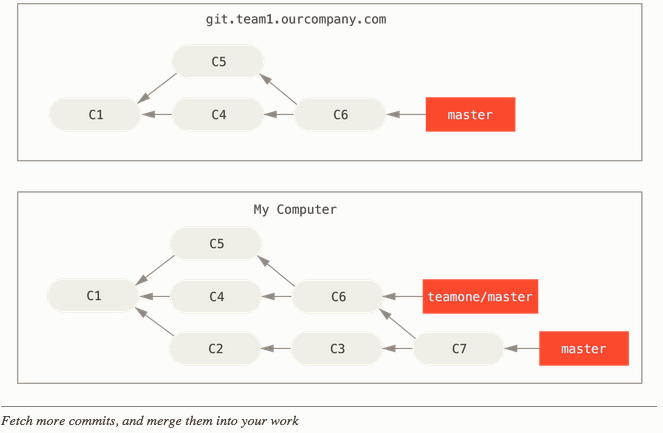 git.team1.ourcompany.com
C5
C1 C4 C6 master
My Computer
C5
C1 C4 C6 teamone/master
C2 C3 C7 master
Fetch more commits, and merge them into your work